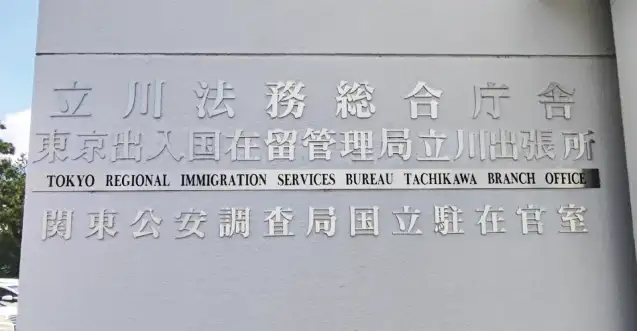 立川法務総合庁舎
東京出入国在留管理局立川出張所
TOKYO REGIONAL IMMIGRATION SERVICES BUREAU TACHIKAWA BRANCH OFFICE
関東公安調査局国立駐在官室